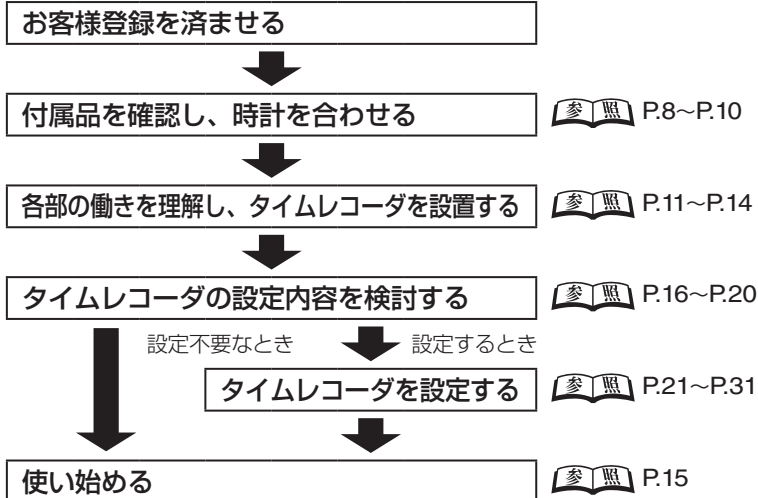 お客様登録を済ませる
付属品を確認し、時計を合わせる 参照 P.8~P.10
各部の働きを理解し、タイムレコーダを設置する 参照 P.11~P.14
タイムレコーダの設定内容を検討する 参照 P.16~P.20
設定不要なとき 設定するとき
タイムレコーダを設定する 参照 P.21~P.31
使い始める 参照 P.15